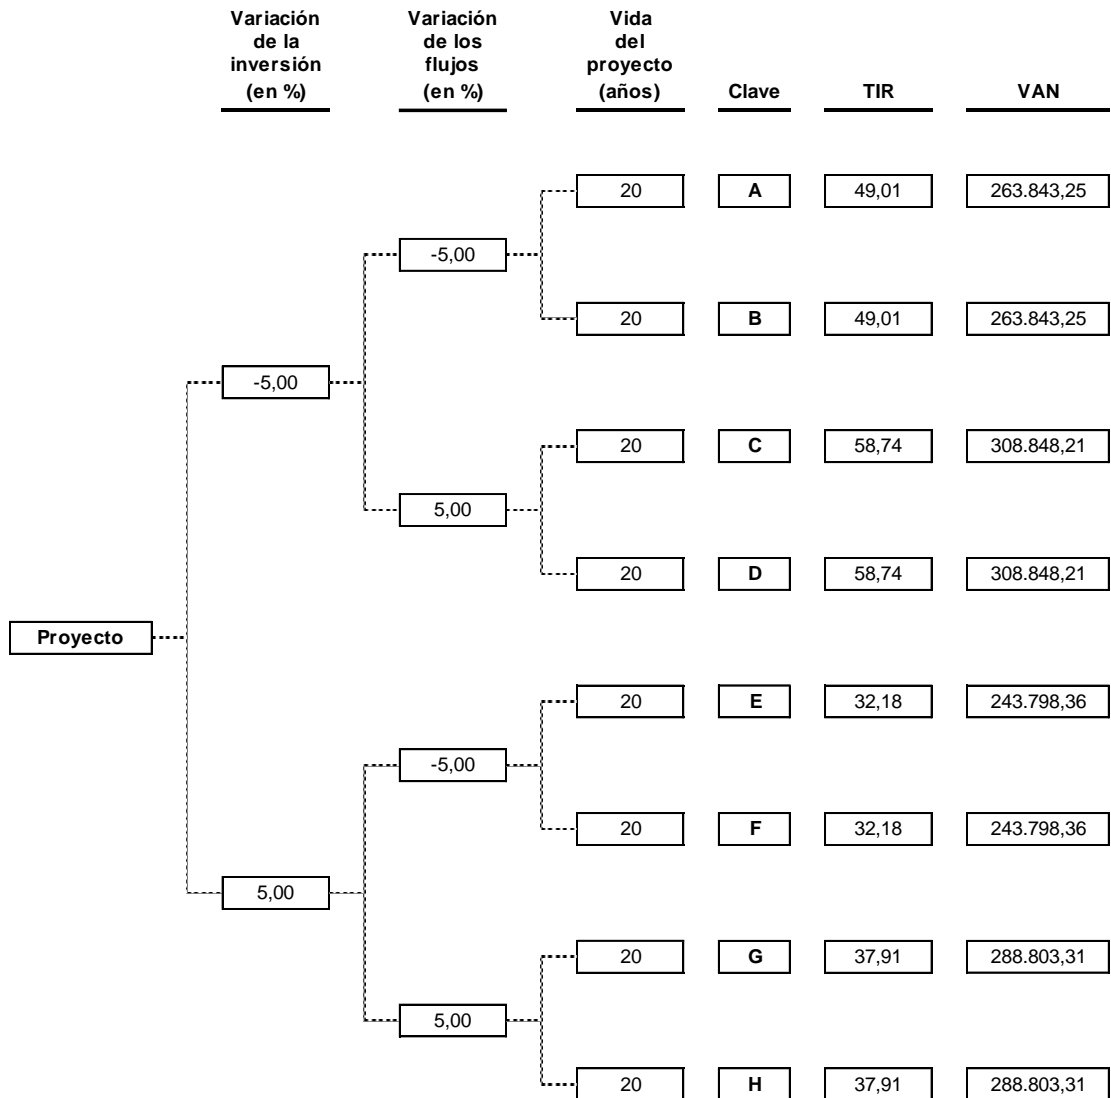 Variación de la inversión (en %)
Variación de los flujos (en %)
Vida del proyecto (años)
Clave
TIR
VAN
20 A 49,01 263.843,25
-5,00
20 B 49,01 263.843,25
-5,00
20 C 58,74 308.848,21
5,00
20 D 58,74 308.848,21
Proyecto
20 E 32,18 243.798,36
-5,00
20 F 32,18 243.798,36
5,00
20 G 37,91 288.803,31
5,00
20 H 37,91 288.803,31